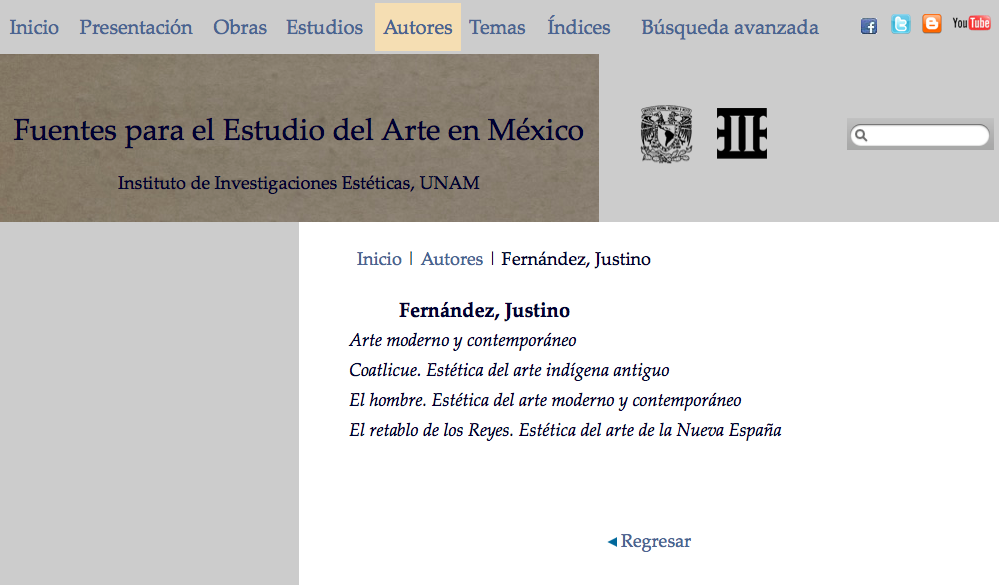 Inicio Presentación Obras Estudios Autores Temas Índices Búsqueda avanzada You Tube
Fuentes para el Estudio del Arte en México
Instituto de Investigaciones Estéticas, UNAM
Inicio | Autores | Fernández, Justino
Fernández, Justino
Arte moderno y contemporáneo
Coatlicue. Estética del arte indígena antiguo
El hombre. Estética del arte moderno y contemporáneo
El retablo de los Reyes. Estética del arte de la Nueva España
Regresar